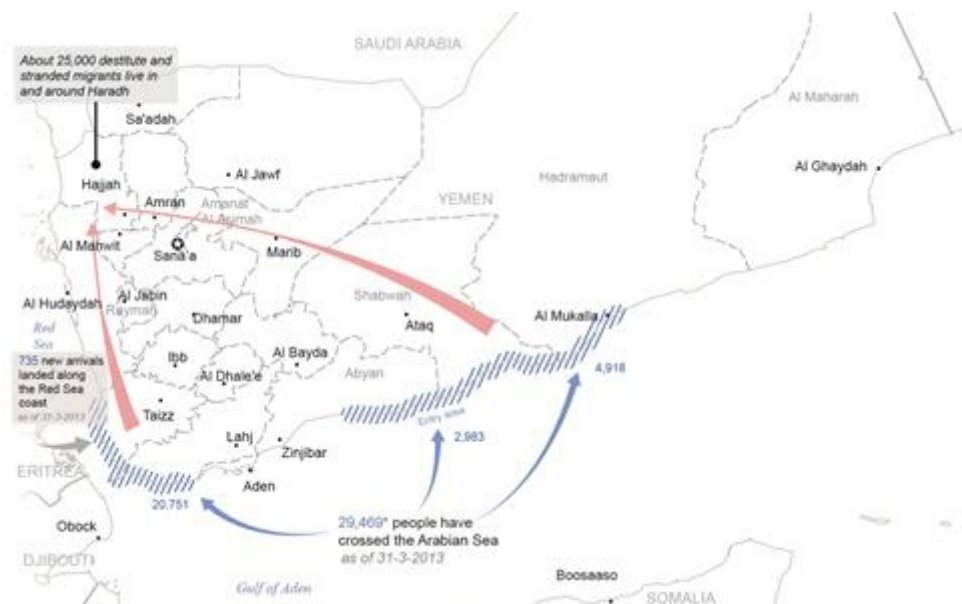 SAUDI ARABIA
About 25,000 destitute and
stranded migrants live in
and around Haradh
Al Maharah
Sa'adah
Al Ghaydah
Al Jawf
Hadramaut
Hajjah
YEMEN
Amran
Amanat
Al Asimah
Al Mahwit
Sana'a
Marib
Al Jabin
Shabwah
Al Hudaydah
Raymah
Dhamar
Ataq
Al Mukalla
Red
Sea
Ibb
Al Bayda
735 new arrivals
landed along
the Red Sea
coast
as of 31-3-2013
Al Dhale'e
Abyan
4,918
Taizz
Entry area
Lahj
2,983
Zinjibar
ERITREA
Aden
20,751
29,469* people have
crossed the Arabian Sea
as of 31-3-2013
Obock
DJIBOUTI
Gulf of Aden
Boosaaso
SOMALIA